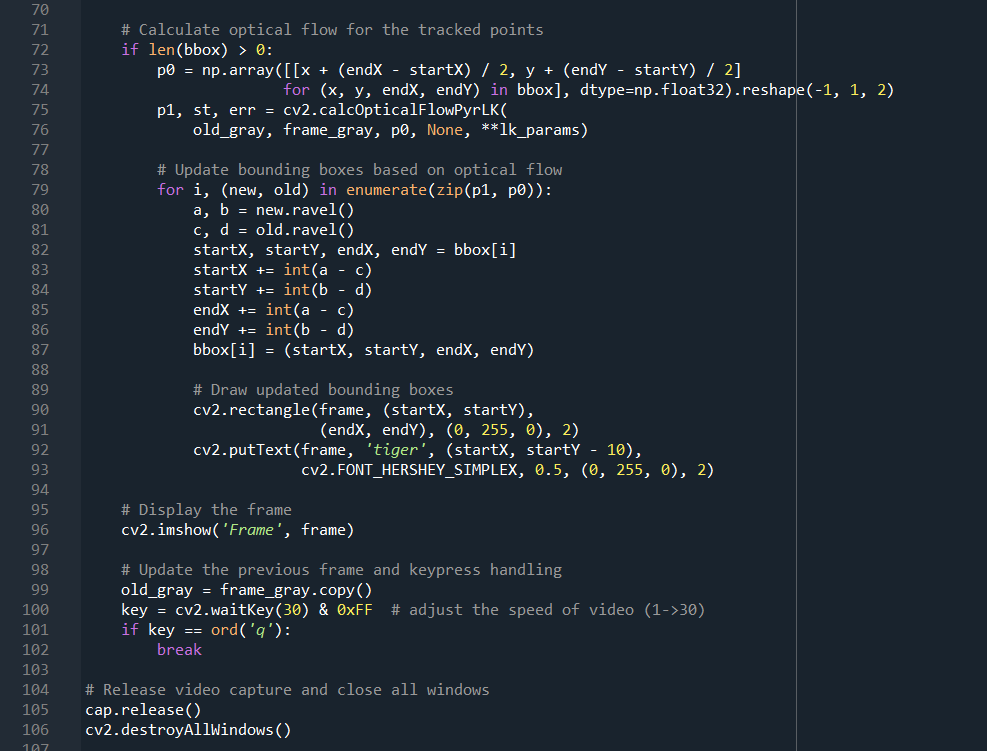 70
71 # Calculate optical flow for the tracked points
72 if len(bbox) > 0:
73 p0 = np.array([[x + (endX - startX) / 2, y + (endY - startY) / 2]
74 for (x, y, endX, endY) in bbox], dtype=np.float32).reshape(-1, 1, 2)
75 p1, st, err = cv2.calcOpticalFlowPyrLK(
76 old_gray, frame_gray, p0, None, **lk_params)
77
78 # Update bounding boxes based on optical flow
79 for i, (new, old) in enumerate(zip(p1, p0)):
80 a, b = new.ravel()
81 c, d = old.ravel()
82 startX, startY, endX, endY = bbox[i]
83 startX += int(a - c)
84 startY += int(b - d)
85 endX += int(a - c)
86 endY += int(b - d)
87 bbox[i] = (startX, startY, endX, endY)
88
89 # Draw updated bounding boxes
90 cv2.rectangle(frame, (startX, startY),
91 (endX, endY), (0, 255, 0), 2)
92 cv2.putText(frame, 'tiger', (startX, startY - 10),
93 cv2.FONT_HERSHEY_SIMPLEX, 0.5, (0, 255, 0), 2)
94
95 # Display the frame
96 cv2.imshow('Frame', frame)
97
98 # Update the previous frame and keypress handling
99 old_gray = frame_gray.copy()
100 key = cv2.waitKey(30) & 0xFF # adjust the speed of video (1->30)
101 if key == ord('q'):
102 break
103
104 # Release video capture and close all windows
105 cap.release()
106 cv2.destroyAllWindows()
107